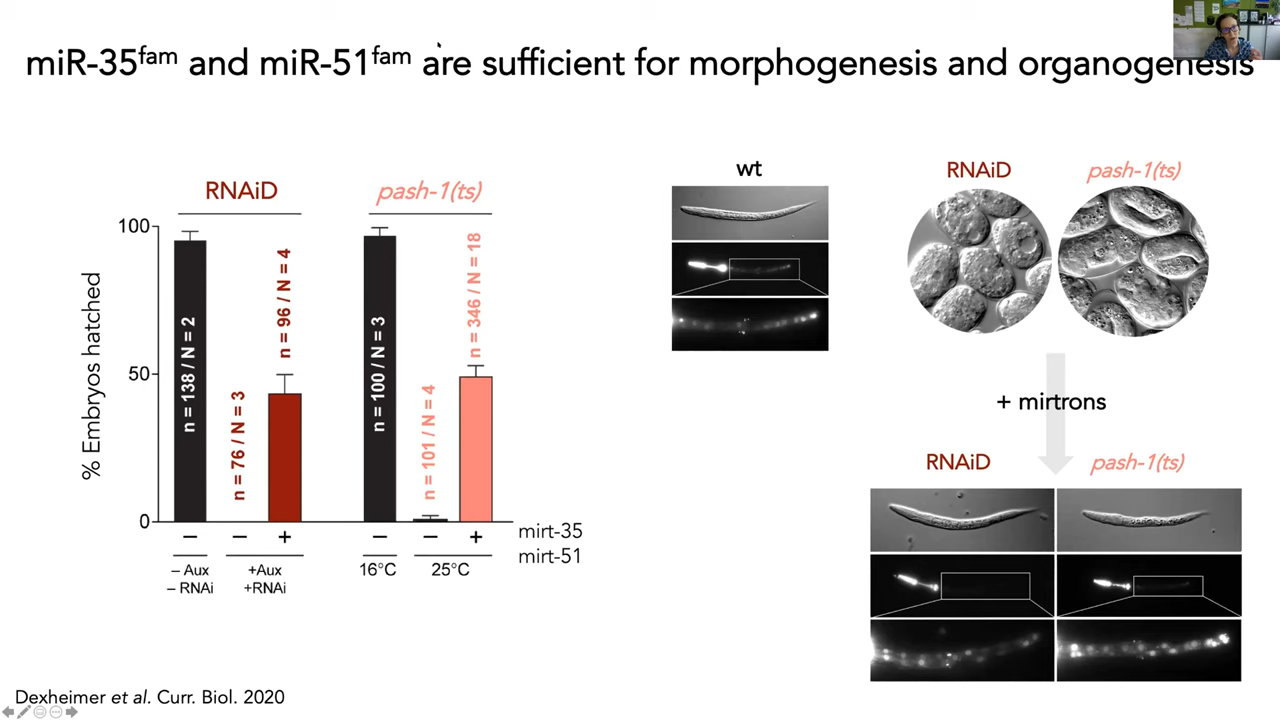 miR-35fam and miR-51fam are sufficient for morphogenesis and organogenesis
RNAiD
pash-1(ts)
% Embryos hatched
100
50
0
n = 138 / N = 2
n = 76 / N = 3
n = 96 / N = 4
n = 100 / N = 3
n = 101 / N = 4
n = 346 / N = 18
– – + – – + mirt-35
mirt-51
– Aux
– RNAi
+Aux
+RNAi
16°C
25°C
wt
RNAiD
pash-1(ts)
+ mirtrons
RNAiD
pash-1(ts)
Dexheimer et al. Curr. Biol. 2020